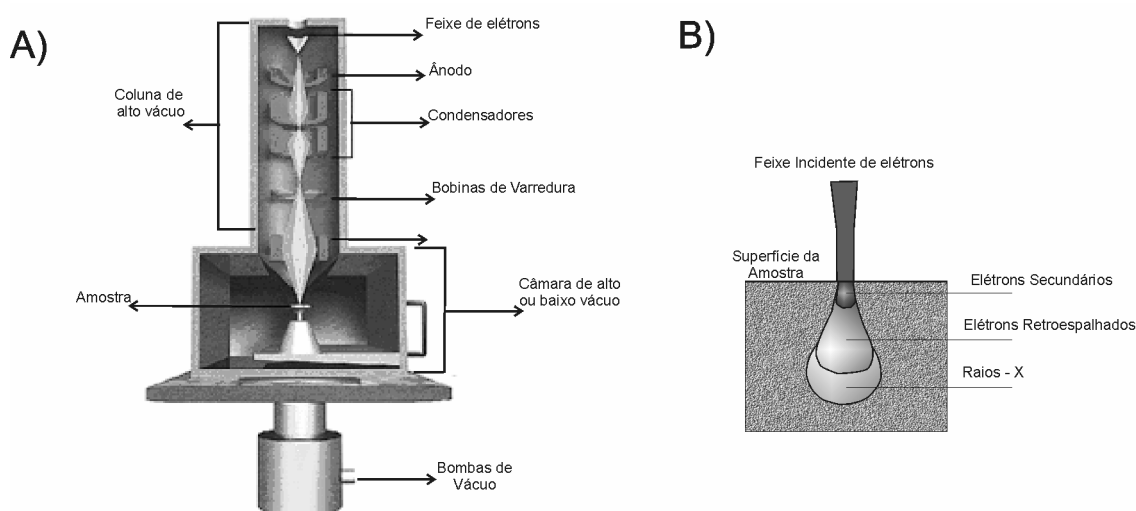 A)
Feixe de elétrons
Ânodo
Coluna de
alto vácuo
Condensadores
Bobinas de Varredura
Amostra
Câmara de alto
ou baixo vácuo
Bombas de
Vácuo
B)
Feixe Incidente de elétrons
Superfície da
Amostra
Elétrons Secundários
Elétrons Retroespalhados
Raios - X